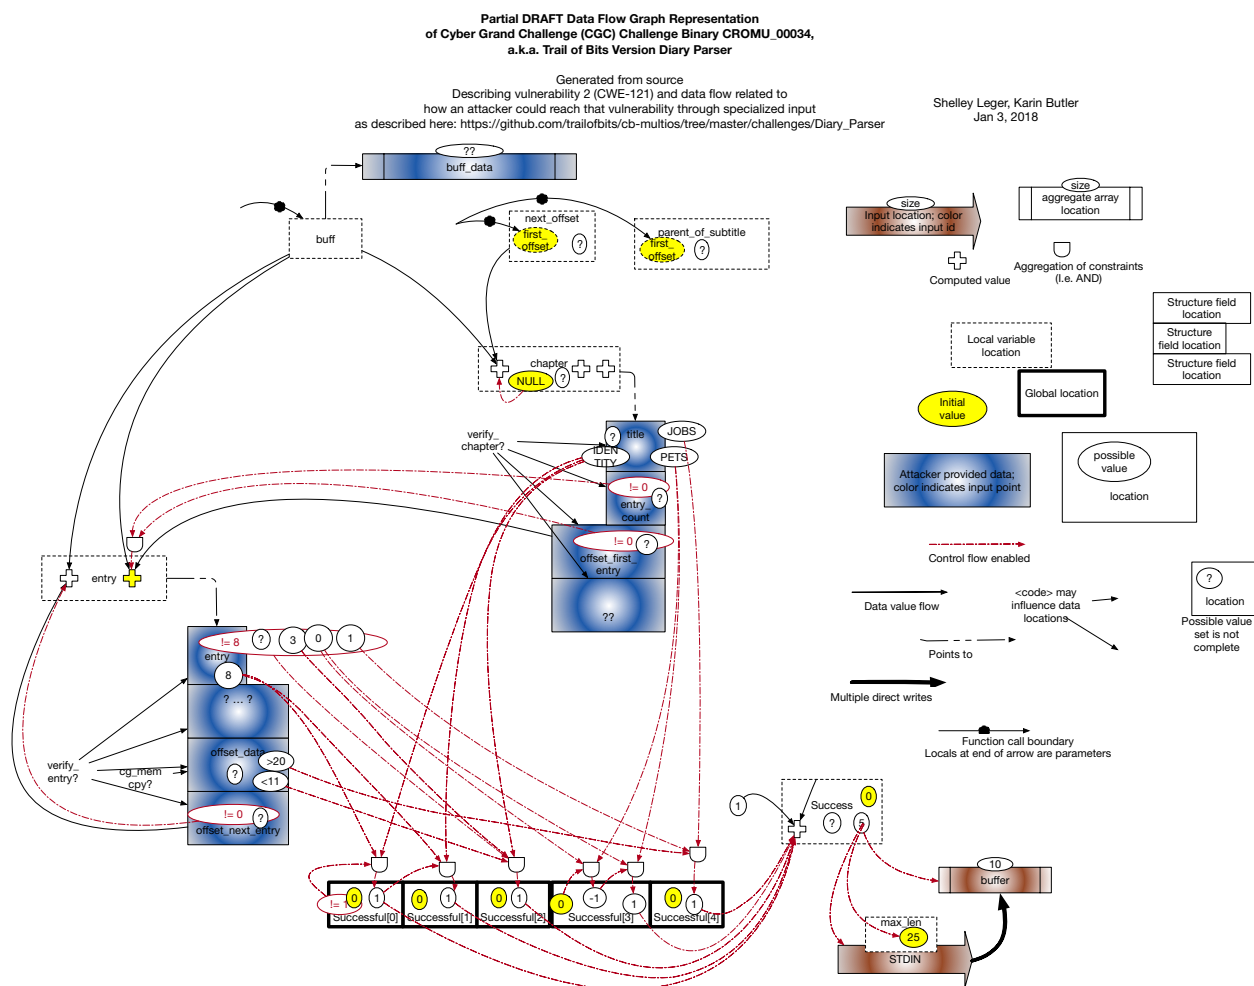 Partial DRAFT Data Flow Graph Representation
of Cyber Grand Challenge (CGC) Challenge Binary CROMU_00034,
a.k.a. Trail of Bits Version Diary Parser
Generated from source
Describing vulnerability 2 (CWE-121) and data flow related to
how an attacker could reach that vulnerability through specialized input
as described here: https://github.com/trailofbits/cb-multios/tree/master/challenges/Diary_Parser
Shelley Leger, Karin Butler
Jan 3, 2018
??
buff_data
buff
next_offset
first_
offset
?
parent_of_subtitle
first_
offset
?
size
Input location; color
indicates input id
size
aggregate array
location
Computed value
Aggregation of constraints
(I.e. AND)
Structure field
location
Structure
field location
Structure field
location
Local variable
location
Global location
Initial
value
possible
value
location
Attacker provided data;
color indicates input point
Control flow enabled
Data value flow
<code> may
influence data
locations
Points to
Multiple direct writes
?
location
Possible value
set is not
complete
Function call boundary
Locals at end of arrow are parameters
chapter
NULL
?
verify_
chapter?
?
title
JOBS
IDEN
TITY
PETS
!= 0
?
entry_
count
!= 0
?
offset_first_
entry
??
entry
!= 8
?
3
0
1
entry
8
? ... ?
offset_data
>20
?
<11
verify_
entry?
cg_mem
cpy?
!= 0
?
offset_next_entry
!= 1
0
1
Successful[0]
0
1
Successful[1]
0
1
Successful[2]
0
-1
1
Successful[3]
0
1
Successful[4]
1
Success
0
?
5
10
buffer
max_len
25
STDIN